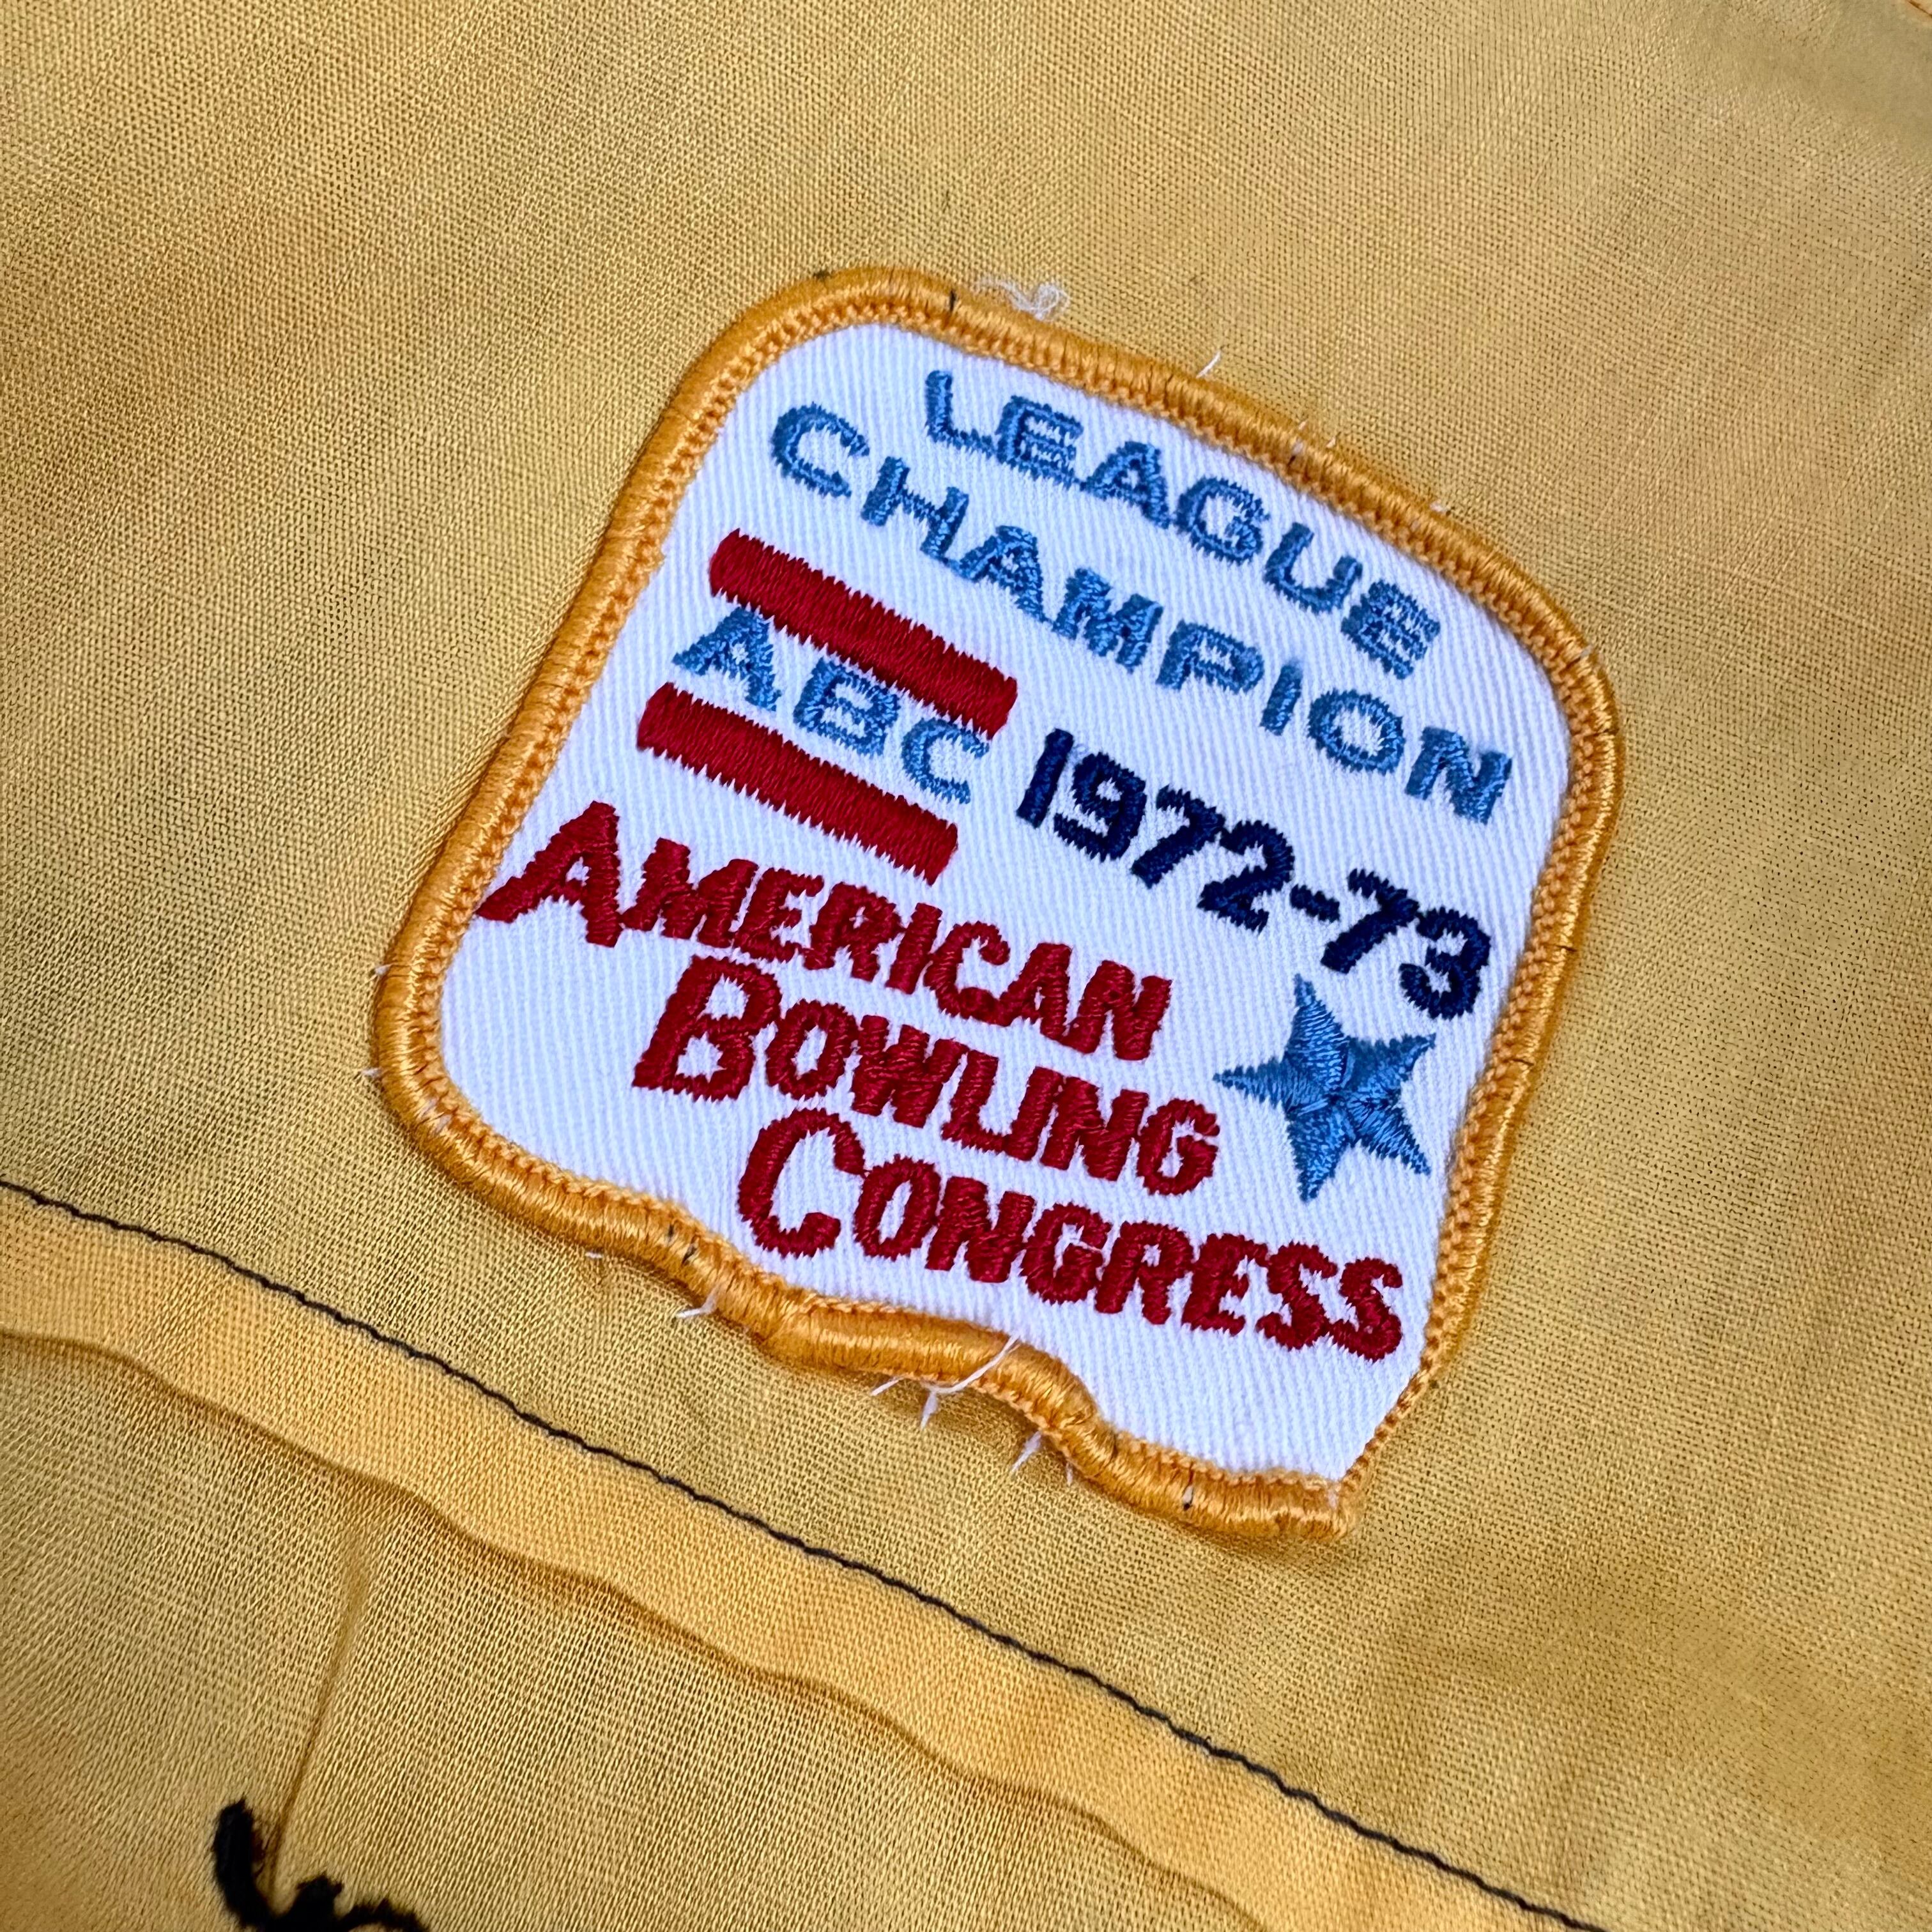 LEAGUE
CHAMPION
ABC 1972-73
AMERICAN
BOWLING
CONGRESS